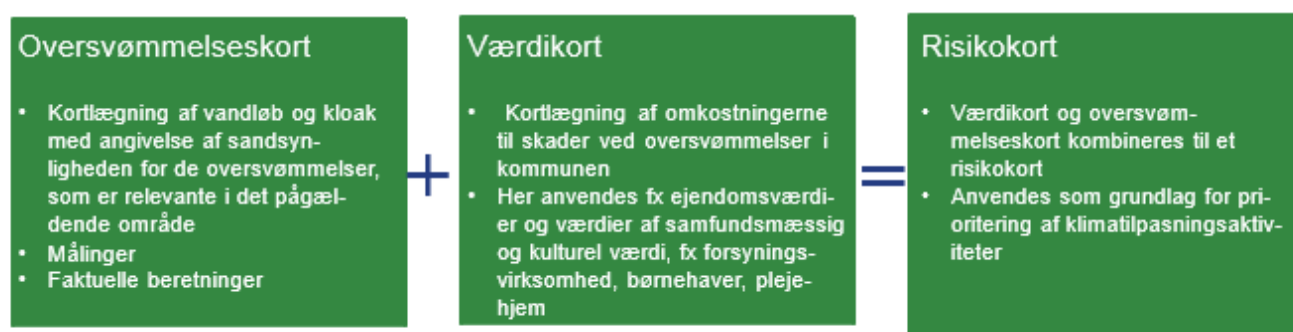 Oversvømmelseskort
• Kortlægning af vandløb og kloak
med angivelse af sandsyn-
ligheden for de oversvømmelser,
som er relevante i det pågæl-
dende område
• Målinger
• Faktuelle beretninger
+
Værdikort
• Kortlægning af omkostningerne
til skader ved oversvømmelser i
kommunen
• Her anvendes fx ejendomsværdi-
er og værdier af samfundsmæssig
og kulturel værdi, fx forsynings-
virksomhed, børnehaver, pleje-
hjem
=
Risikokort
• Værdikort og oversvøm-
melseskort kombineres til et
risikokort
• Anvendes som grundlag for pri-
oritering af klimatilpasningsaktiv-
iteter